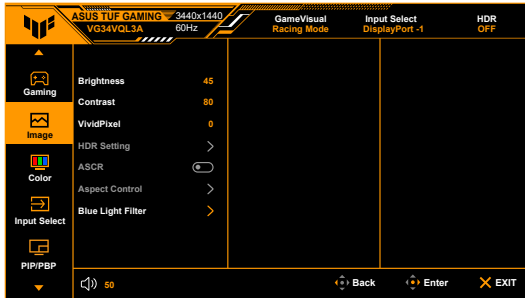 ASUS TUF GAMING 3440x1440
VG34VQL3A 60Hz
GameVisual Input Select HDR
Racing Mode DisplayPort -1 OFF
Gaming
Image
Color
Input Select
PIP/PBP
Brightness 45
Contrast 80
VividPixel 0
HDR Setting
ASCR
Aspect Control
Blue Light Filter
50
Back Enter EXIT